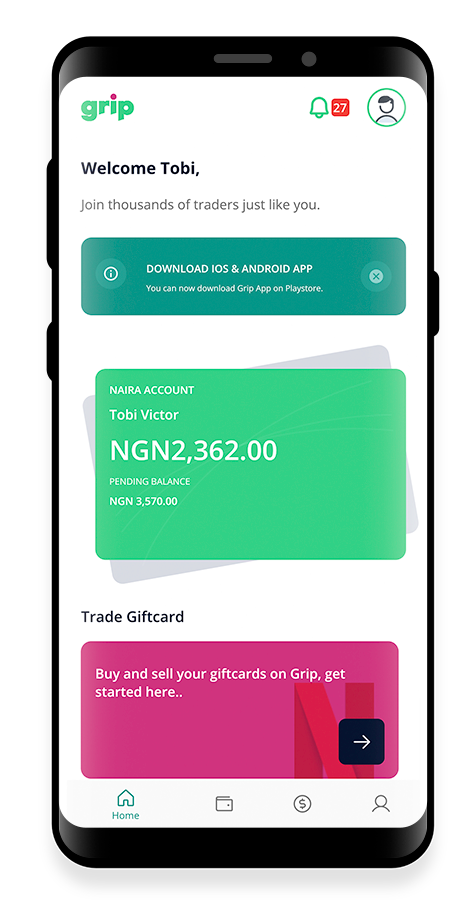 grip
27
Welcome Tobi,
Join thousands of traders just like you.
DOWNLOAD IOS & ANDROID APP
You can now download Grip App on Playstore.
NAIRA ACCOUNT
Tobi Victor
NGN2,362.00
PENDING BALANCE
NGN 3,570.00
Trade Giftcard
Buy and sell your giftcards on Grip, get
started here..
Home